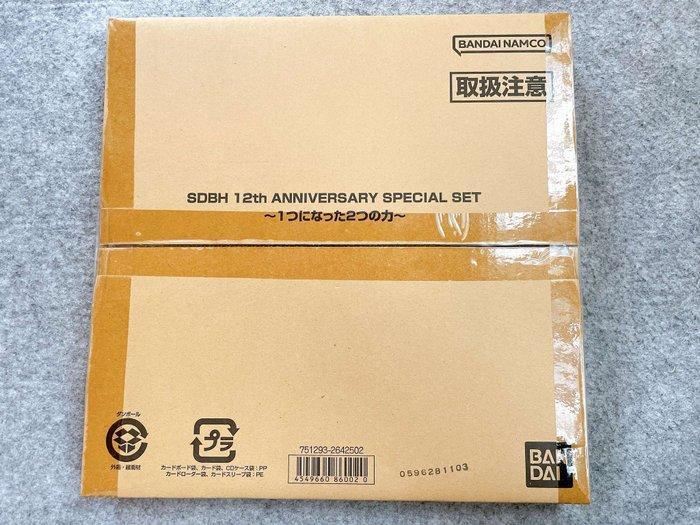 BANDAI NAMCO
取扱注意
SDBH 12th ANNIVERSARY SPECIAL SET
～1つになった2つの力～
ダンボール
外箱・緩衝材
プラ
カードボード袋、カード袋、CDケース袋：PP
カードローダー袋、カードスリーブ袋：PE
751293-2642502
4549660 86002 0
0596281103
BAN
DAI